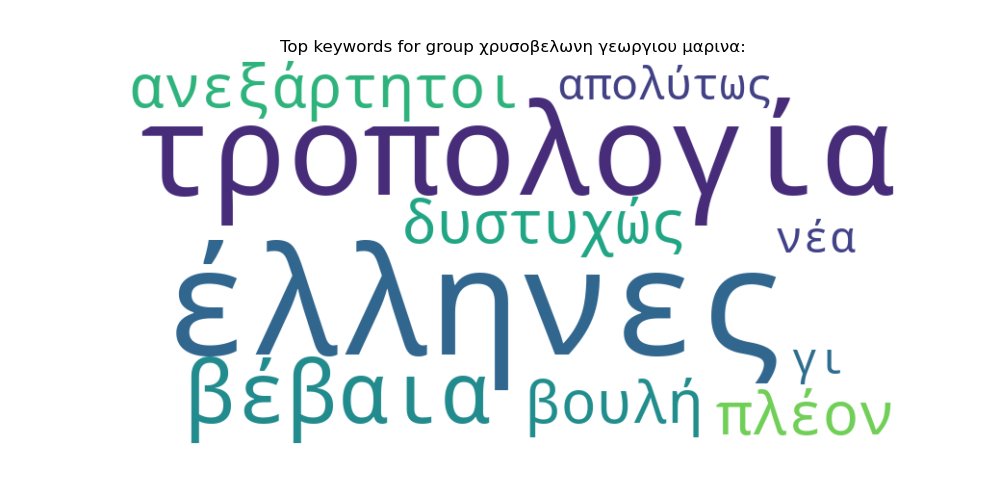 Top keywords for group χρυσοβελωνη γεωργιου μαρινα:
ανεξάρτητοι απολύτως
τροπολογία
δυστυχώς νέα
έλληνες
γι
βέβαια βουλή πλέον